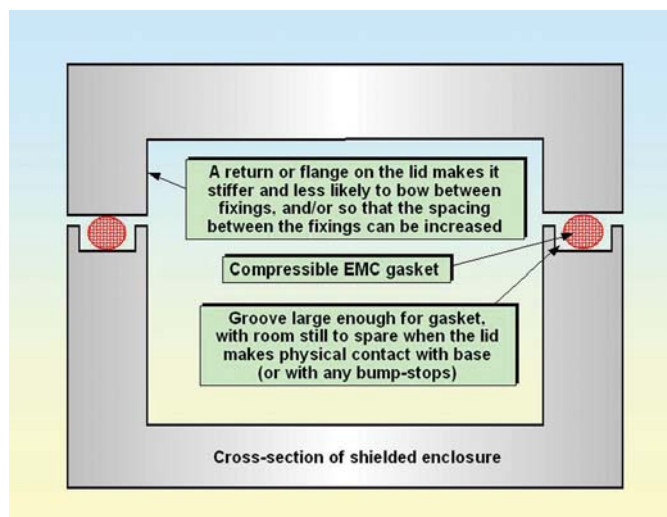 A return or flange on the lid makes it
stiffer and less likely to bow between
fixings, and/or so that the spacing
between the fixings can be increased
Compressible EMC gasket
Groove large enough for gasket,
with room still to spare when the lid
makes physical contact with base
(or with any bump-stops)
Cross-section of shielded enclosure